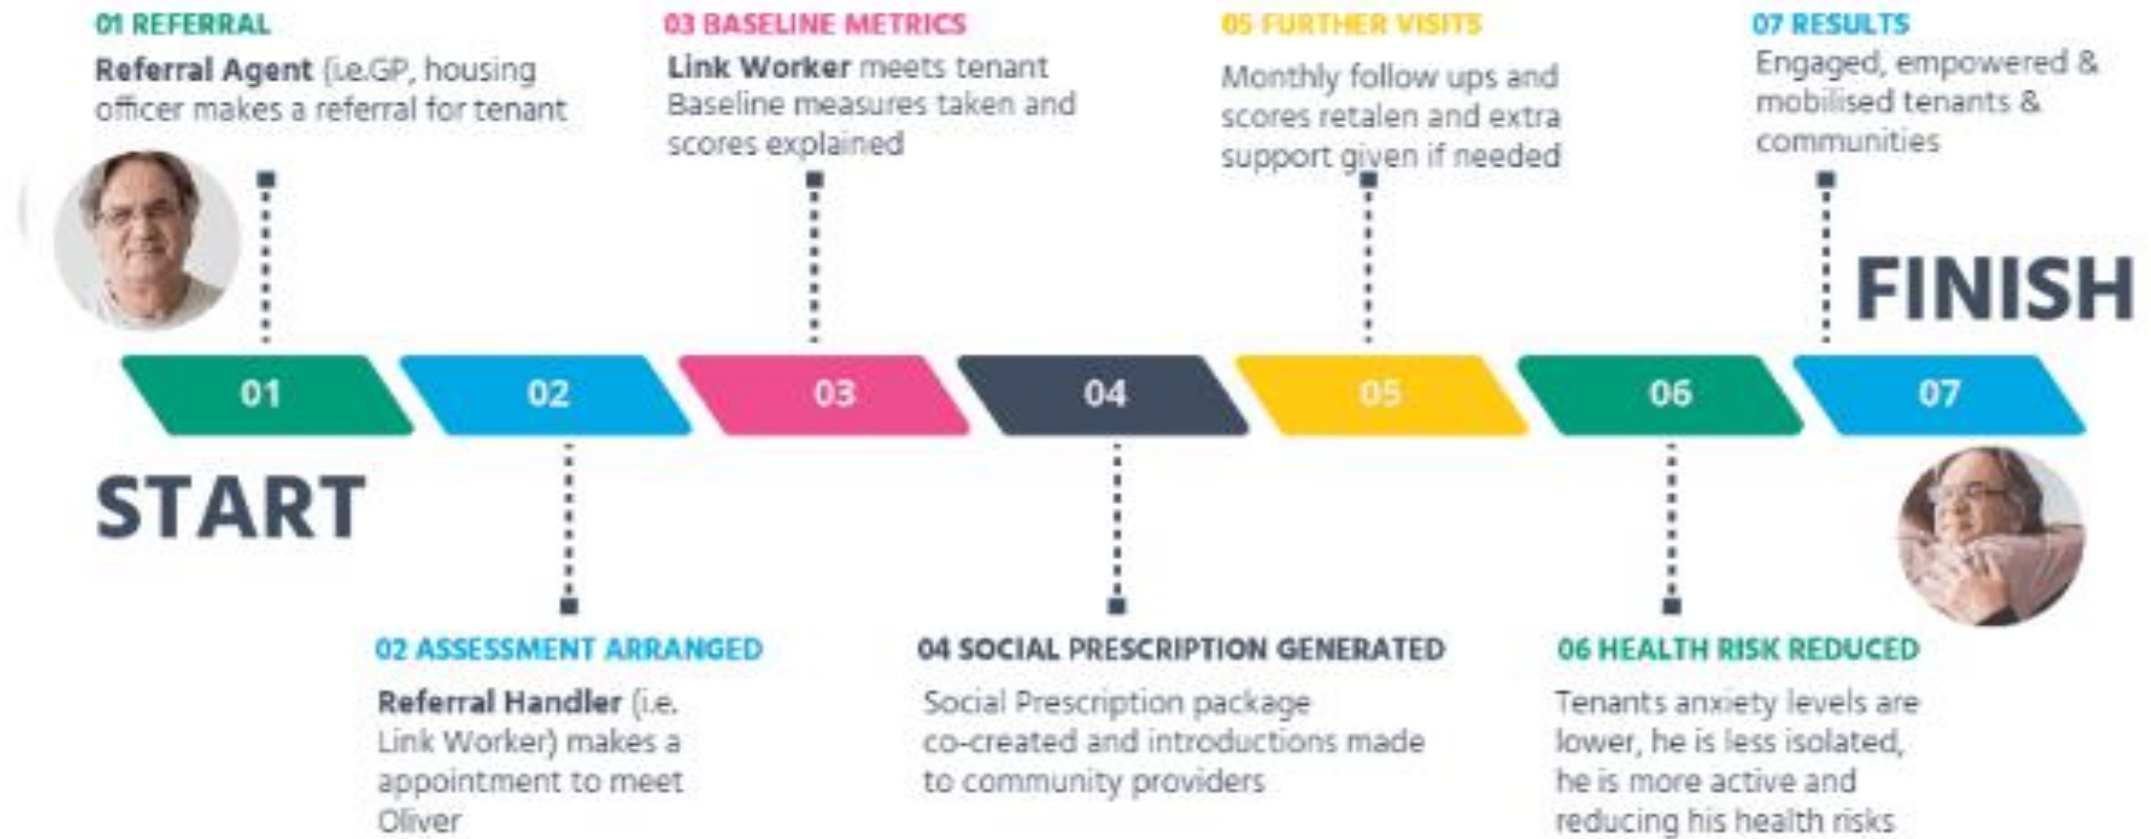 01 REFERRAL
Referral Agent (i.e.GP, housing
officer makes a referral for tenant
03 BASELINE METRICS
Link Worker meets tenant
Baseline measures taken and
scores explained
05 FURTHER VISITS
Monthly follow ups and
scores retalen and extra
support given if needed
07 RESULTS
Engaged, empowered &
mobilised tenants &
communities
FINISH
01
02
03
04
05
06
07
START
02 ASSESSMENT ARRANGED
Referral Handler (i.e.
Link Worker) makes a
appointment to meet
Oliver
04 SOCIAL PRESCRIPTION GENERATED
Social Prescription package
co-created and introductions made
to community providers
06 HEALTH RISK REDUCED
Tenants anxiety levels are
lower, he is less isolated,
he is more active and
reducing his health risks